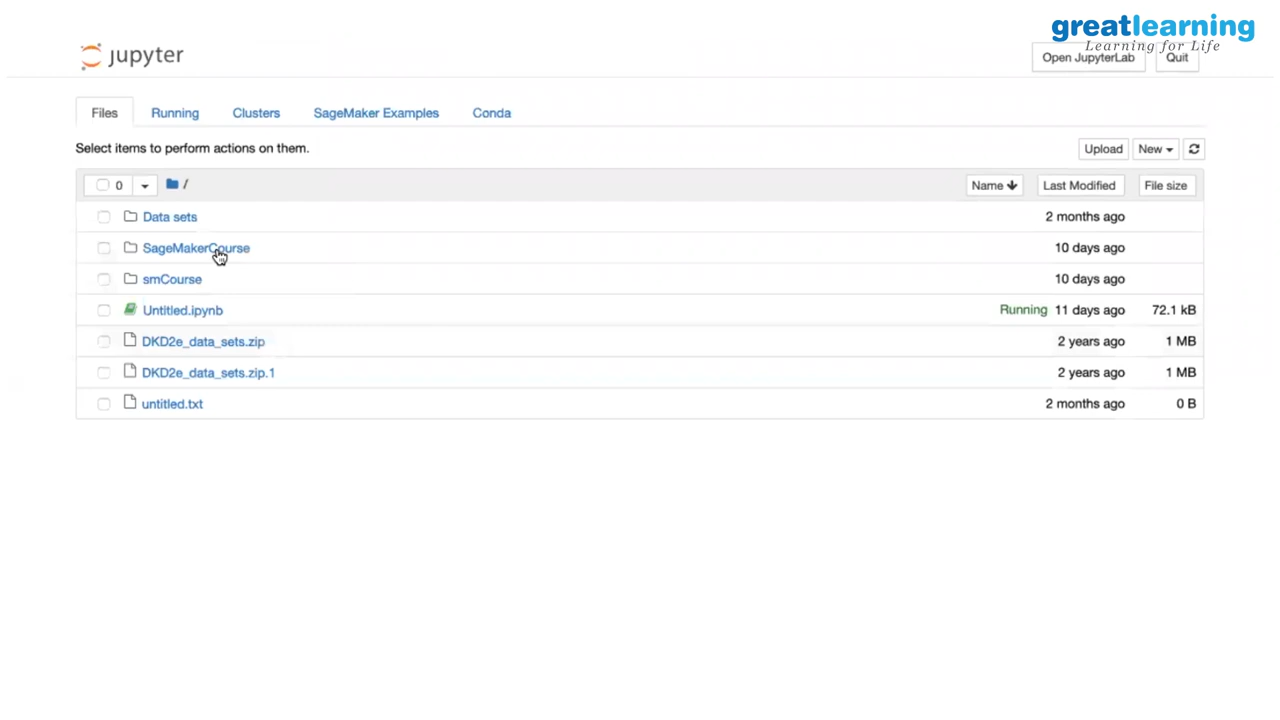 greatlearning
Learning for Life
jupyter
Open JupyterLab Quit
Files Running Clusters SageMaker Examples Conda
Select items to perform actions on them.
Upload New
0 / Name Last Modified File size
Data sets 2 months ago
SageMakerCourse 10 days ago
smCourse 10 days ago
Untitled.ipynb Running 11 days ago 72.1 kB
DKD2e_data_sets.zip 2 years ago 1 MB
DKD2e_data_sets.zip.1 2 years ago 1 MB
untitled.txt 2 months ago 0 B